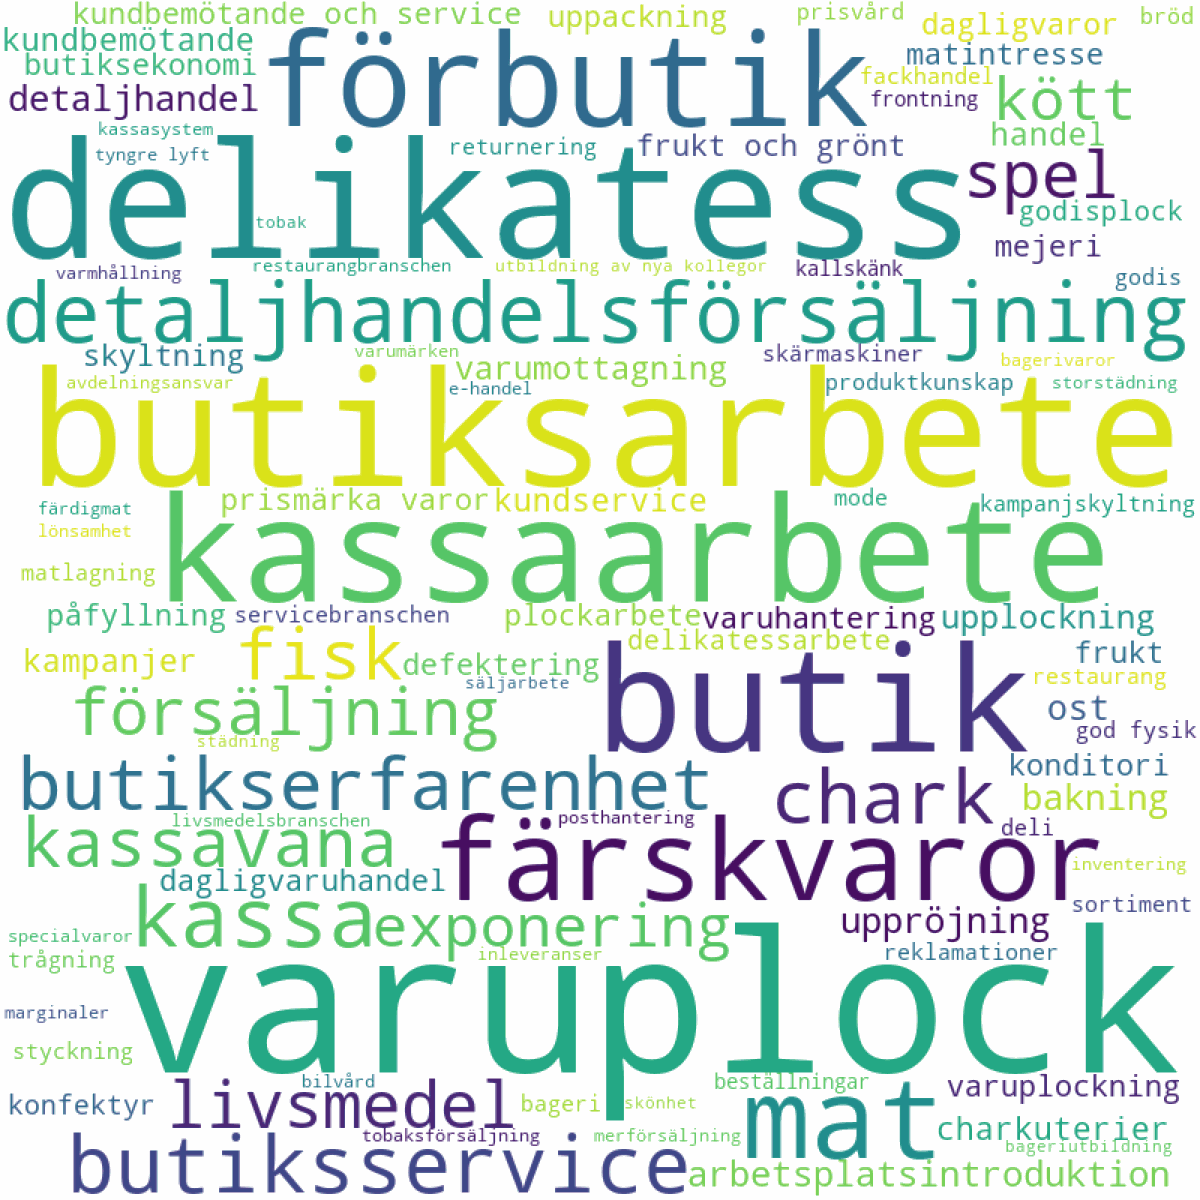 kundbemötande och service
uppackning
prisvård
dagligvaror
bröd
kundbemötande
förbutik
matintresse
butiksekonomi
fackhandel
detaljhandel
frontning
kött
kassasystem
handel
tyngre lyft
returnering
frukt och grönt
delikatess
spel
tobak
godisplock
mejeri
varmhållning
restaurangbranschen
utbildning av nya kollegor
kallskänk
godis
detaljhandelsförsäljning
skyltning
varumärken
varumottagning
skärmaskiner
bagerivaror
avdelningsansvar
e-handel
produktkunskap
storstädning
butiksarbete
prismärka varor
kundservice
mode
kampanjskyltning
färdigmat
lönsamhet
kassaarbete
matlagning
påfyllning
servicebranschen
plockarbete
varuhantering
upplockning
kampanjer
fisk
defektering
delikatessarbete
frukt
säljarbete
butik
restaurang
försäljning
ost
god fysik
städning
butikserfarenhet
chark
konditori
bakning
livsmedelsbranschen
posthantering
deli
kassavana
färskvaror
inventering
dagligvaruhandel
kassa
exponering
uppröjning
sortiment
specialvaror
trågning
inleveranser
reklamationer
varuplock
marginaler
styckning
bilvård
beställningar
varuplockning
konfektyr
livsmedel
bageri
skönhet
mat
charkuterier
tobaksförsäljning
merförsäljning
bageriutbildning
butiksservice
arbetsplatsintroduktion